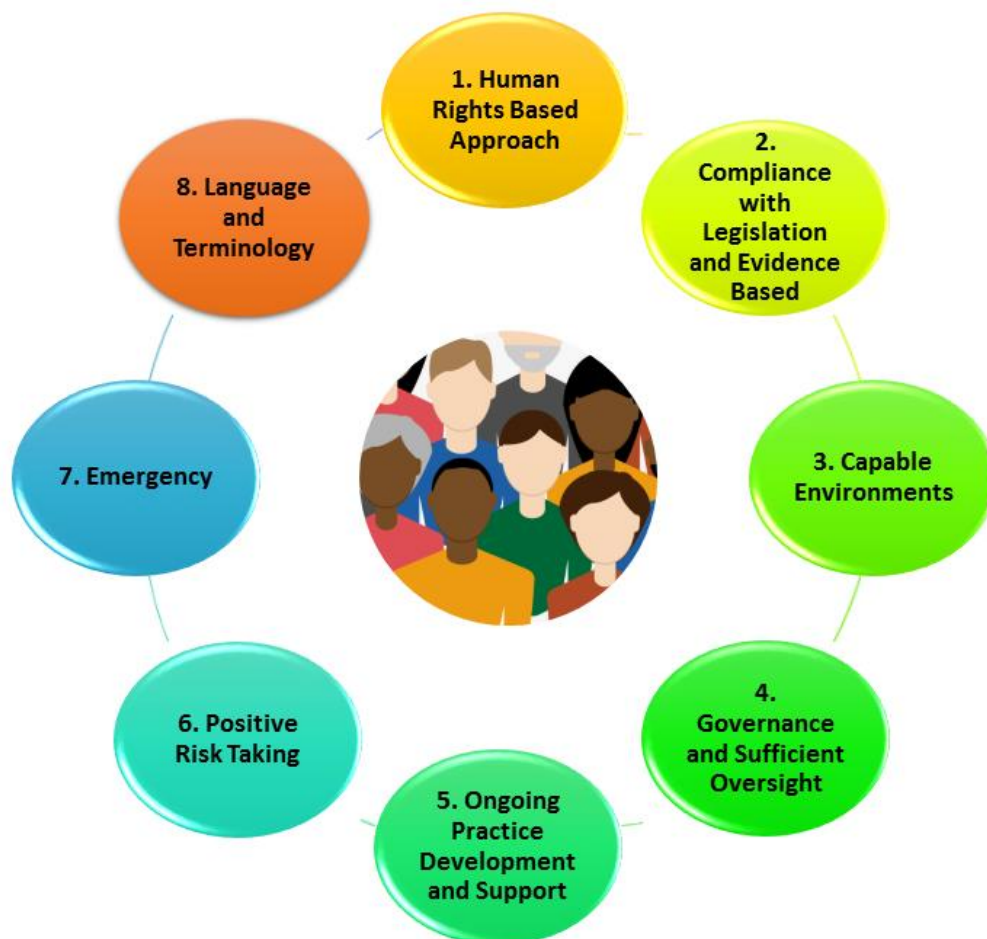 1. Human
Rights Based
Approach
2.
Compliance
with
Legislation
and Evidence
Based
3. Capable
Environments
4.
Governance
and Sufficient
Oversight
5. Ongoing
Practice
Development
and Support
6. Positive
Risk Taking
7. Emergency
8. Language
and
Terminology